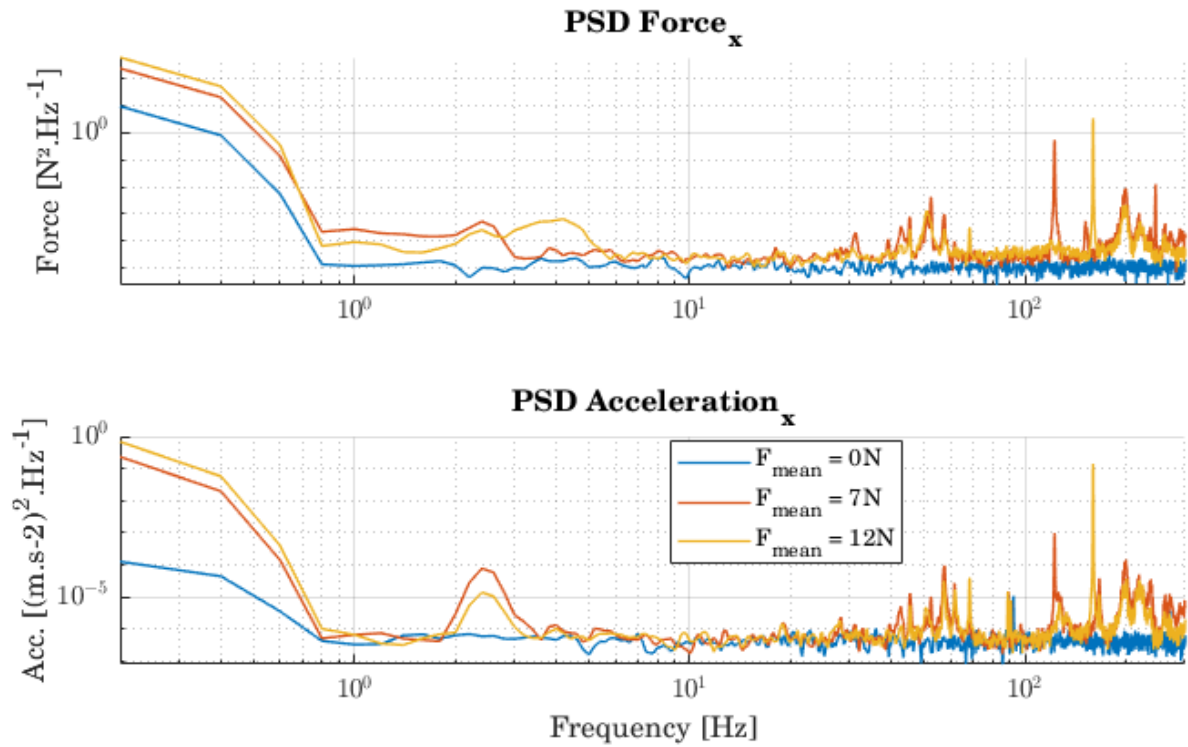 PSD Force_x
Force [N².Hz⁻¹]
10⁰
10⁰ 10¹ 10²
PSD Acceleration_x
Acc. [(m.s-2)².Hz⁻¹]
10⁰
F_mean = 0N
F_mean = 7N
F_mean = 12N
10⁻⁵
10⁰ 10¹ 10²
Frequency [Hz]